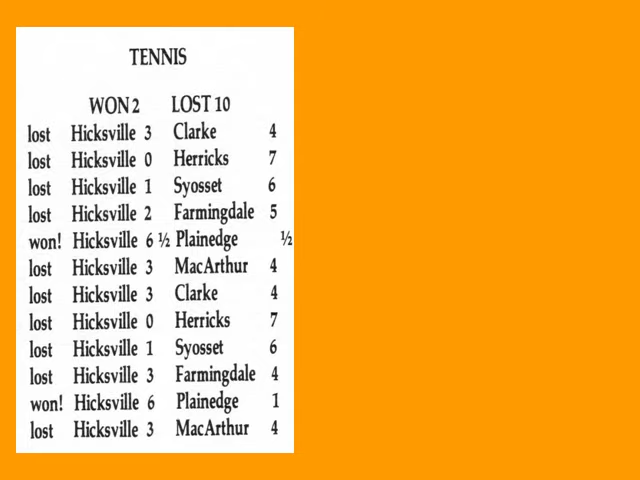 TENNIS
WON 2 LOST 10
lost Hicksville 3 Clarke 4
lost Hicksville 0 Herricks 7
lost Hicksville 1 Syosset 6
lost Hicksville 2 Farmingdale 5
won! Hicksville 6 ½ Plainedge ½
lost Hicksville 3 MacArthur 4
lost Hicksville 3 Clarke 4
lost Hicksville 0 Herricks 7
lost Hicksville 1 Syosset 6
lost Hicksville 3 Farmingdale 4
won! Hicksville 6 Plainedge 1
lost Hicksville 3 MacArthur 4